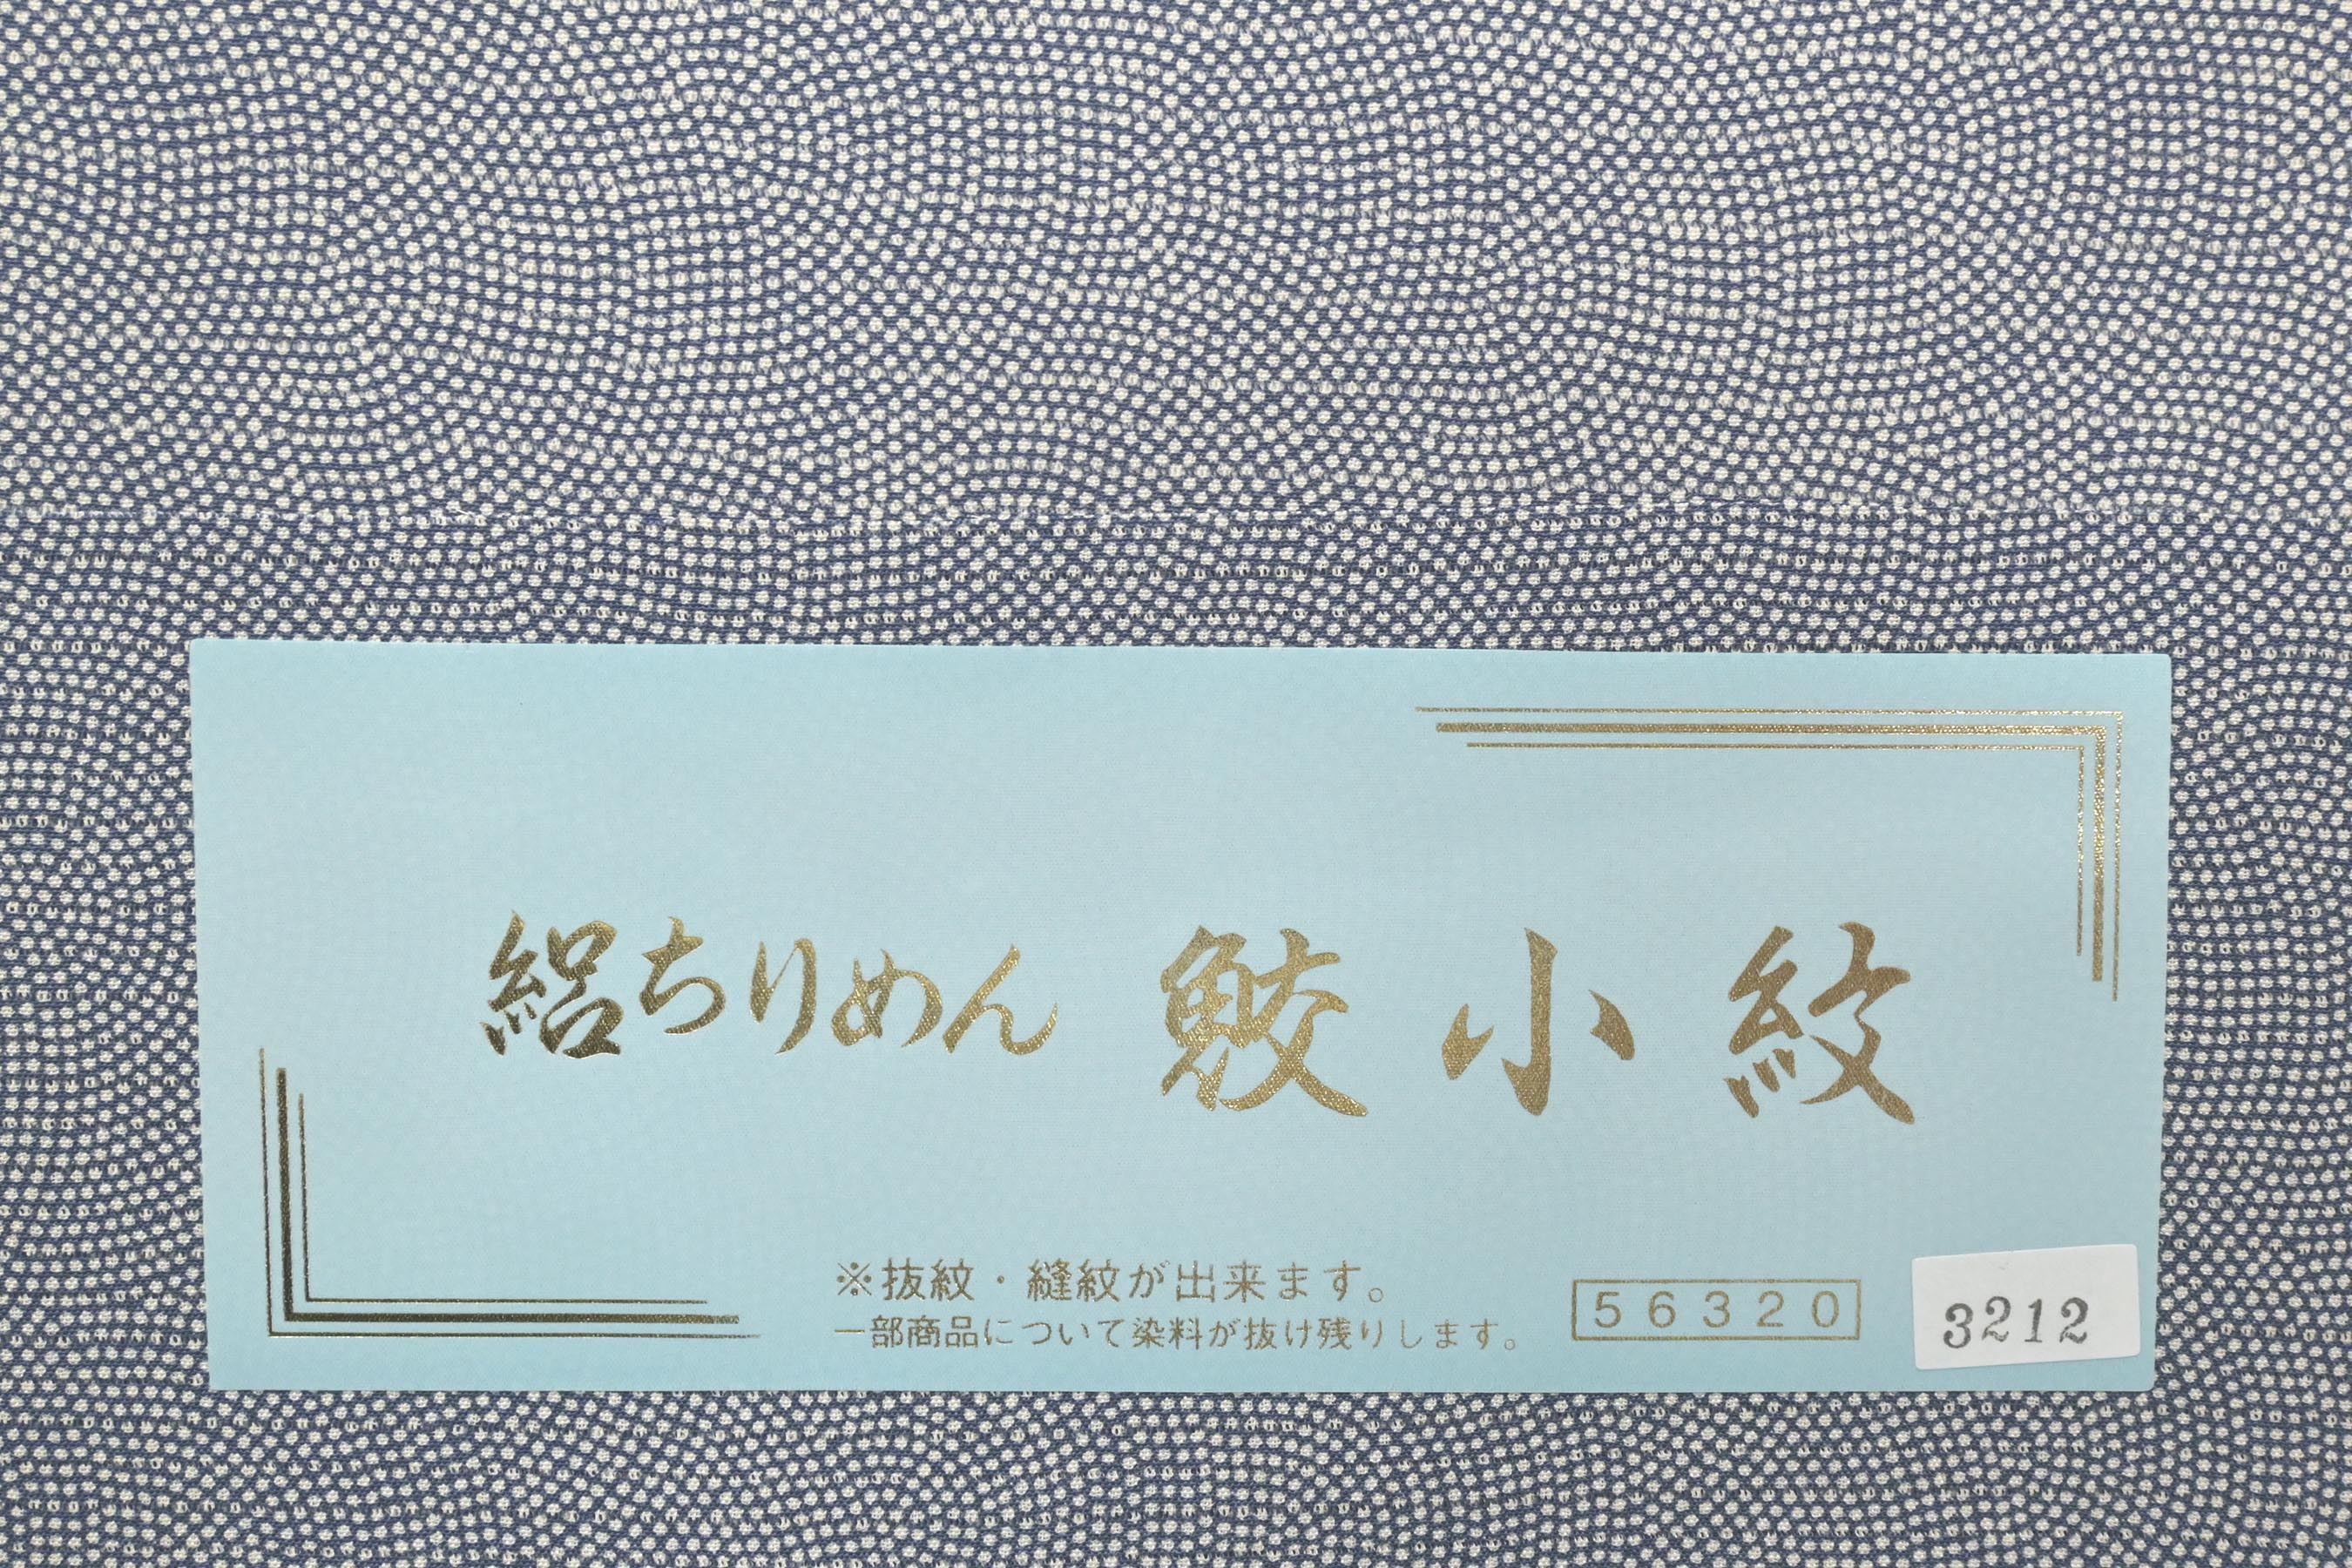 絽ちりめん 鮫小紋
※抜紋・縫紋が出来ます。
一部商品について染料が抜け残りします。
56320
3212